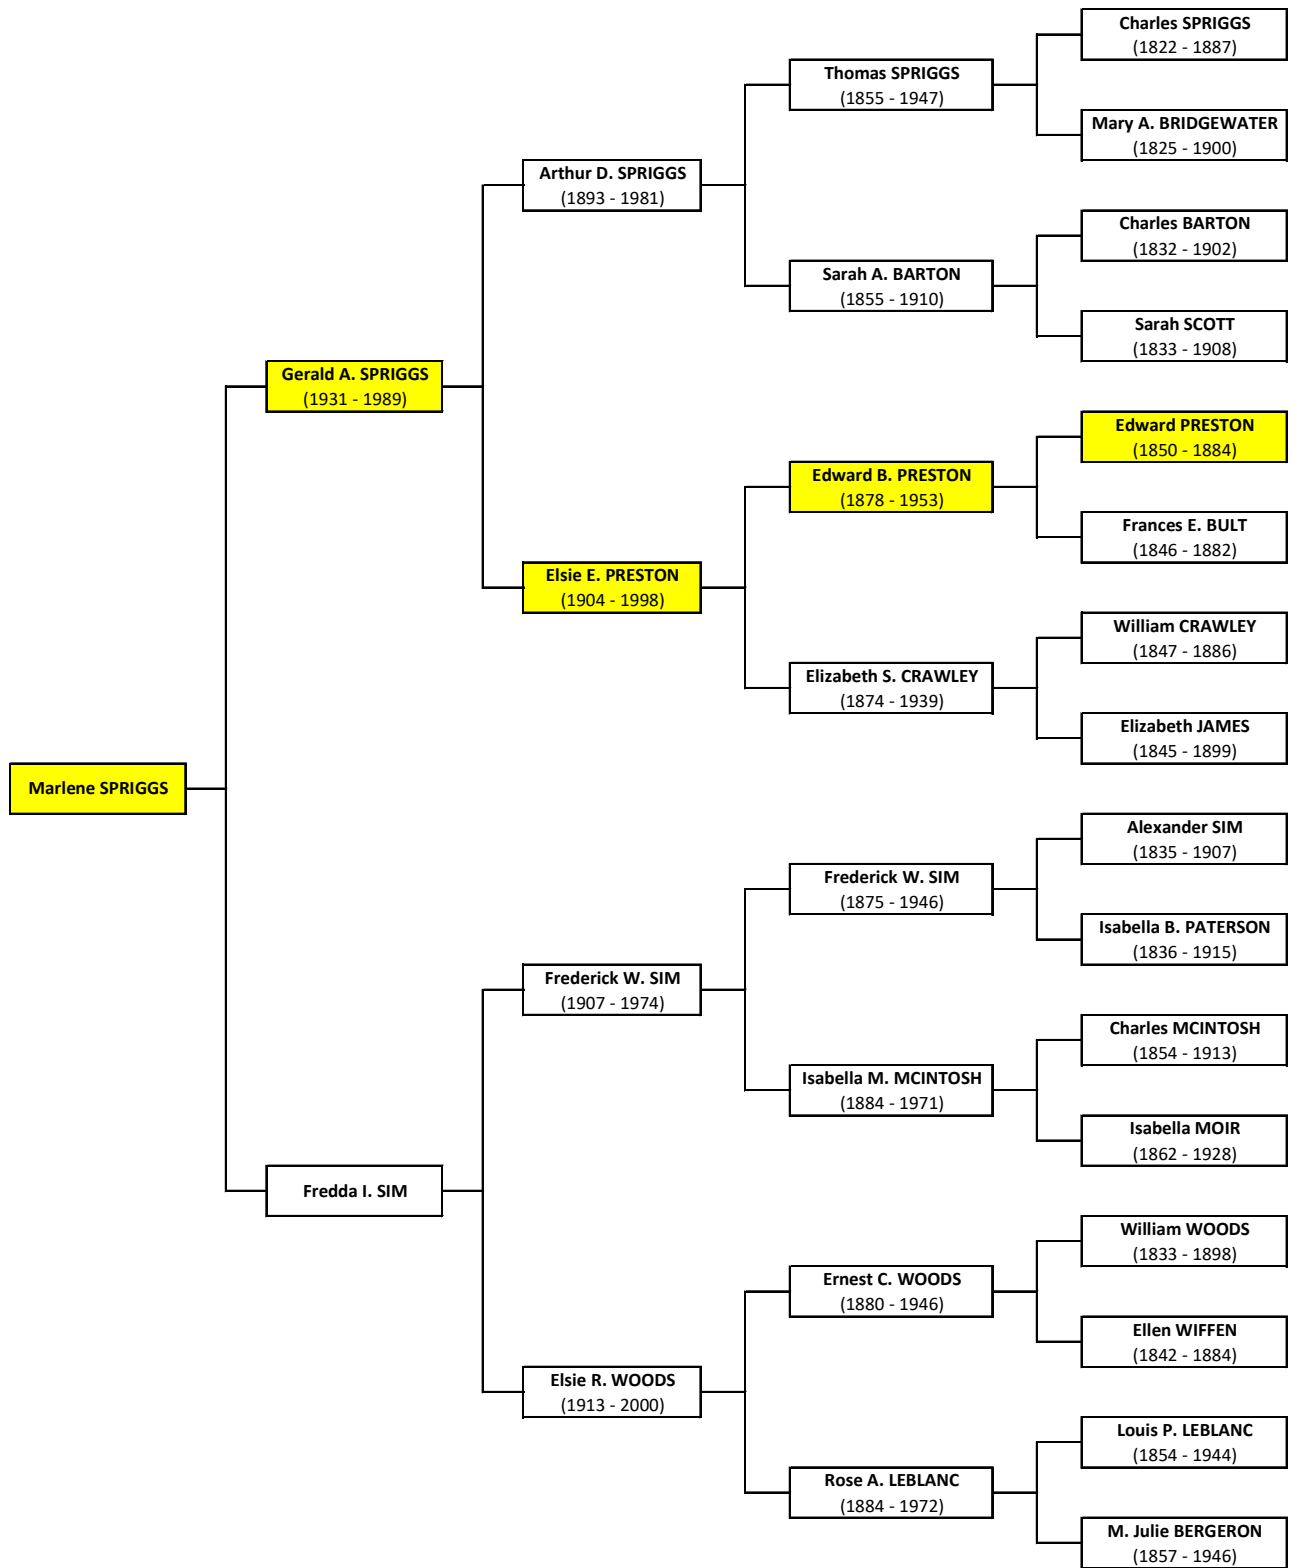 Charles SPRIGGS
(1822 - 1887)
Thomas SPRIGGS
(1855 - 1947)
Mary A. BRIDGEWATER
(1825 - 1900)
Arthur D. SPRIGGS
(1893 - 1981)
Charles BARTON
(1832 - 1902)
Sarah A. BARTON
(1855 - 1910)
Sarah SCOTT
(1833 - 1908)
Gerald A. SPRIGGS
(1931 - 1989)
Edward PRESTON
(1850 - 1884)
Edward B. PRESTON
(1878 - 1953)
Frances E. BULT
(1846 - 1882)
Elsie E. PRESTON
(1904 - 1998)
William CRAWLEY
(1847 - 1886)
Elizabeth S. CRAWLEY
(1874 - 1939)
Elizabeth JAMES
(1845 - 1899)
Marlene SPRIGGS
Alexander SIM
(1835 - 1907)
Frederick W. SIM
(1875 - 1946)
Isabella B. PATERSON
(1836 - 1915)
Frederick W. SIM
(1907 - 1974)
Charles MCINTOSH
(1854 - 1913)
Isabella M. MCINTOSH
(1884 - 1971)
Isabella MOIR
(1862 - 1928)
Fredda I. SIM
William WOODS
(1833 - 1898)
Ernest C. WOODS
(1880 - 1946)
Ellen WIFFEN
(1842 - 1884)
Elsie R. WOODS
(1913 - 2000)
Louis P. LEBLANC
(1854 - 1944)
Rose A. LEBLANC
(1884 - 1972)
M. Julie BERGERON
(1857 - 1946)